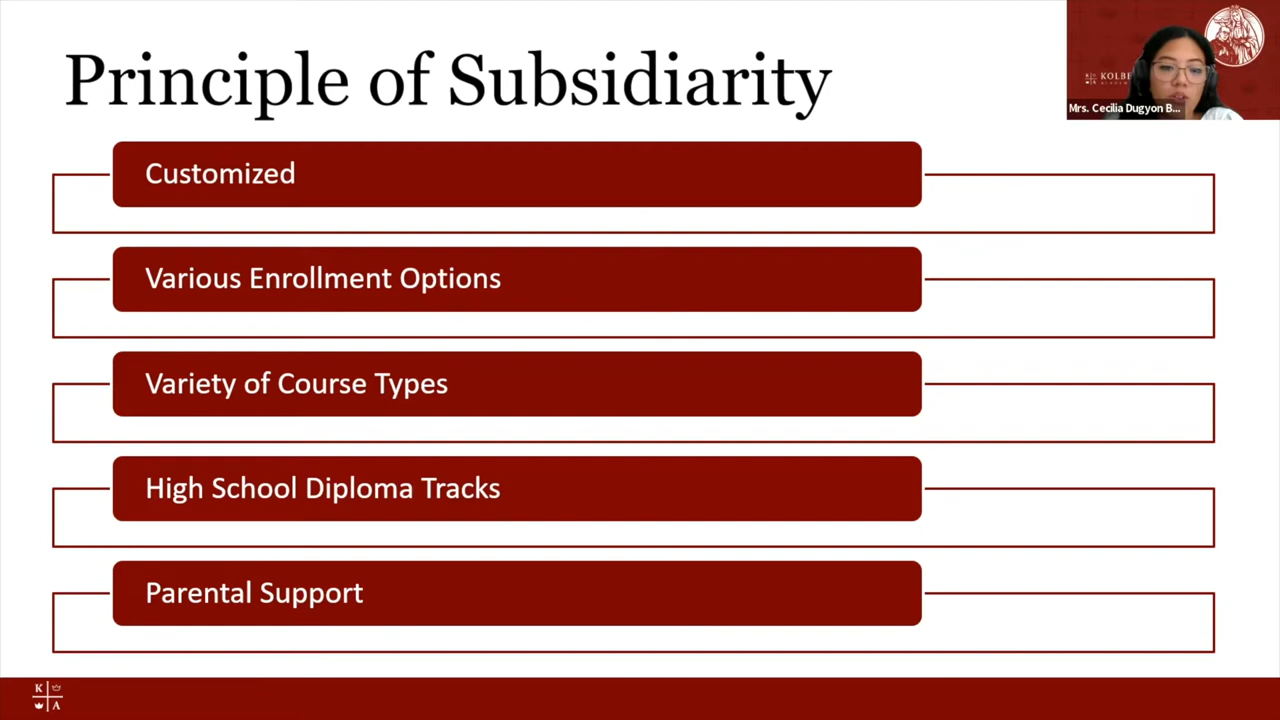 Principle of Subsidiarity
KOLBE
Mrs. Cecilia Dugyon B...
Customized
Various Enrollment Options
Variety of Course Types
High School Diploma Tracks
Parental Support
K
A